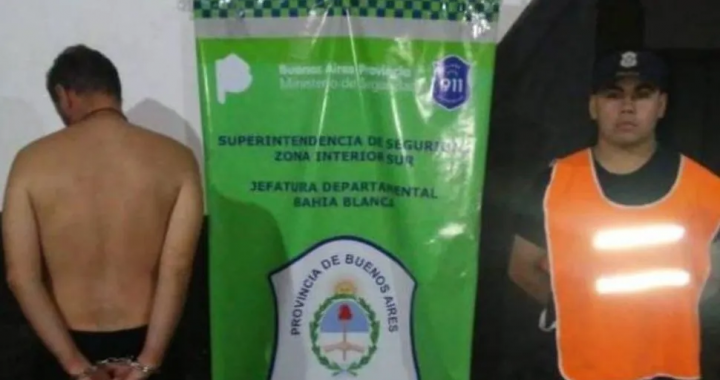 Buenos Aires Provincia
Ministerio de Seguridad
911
SUPERINTENDENCIA DE SEGURIDAD
ZONA INTERIOR SUR
JEFATURA DEPARTAMENTAL
BAHIA BLANCA
PROVINCIA DE BUENOS AIRES